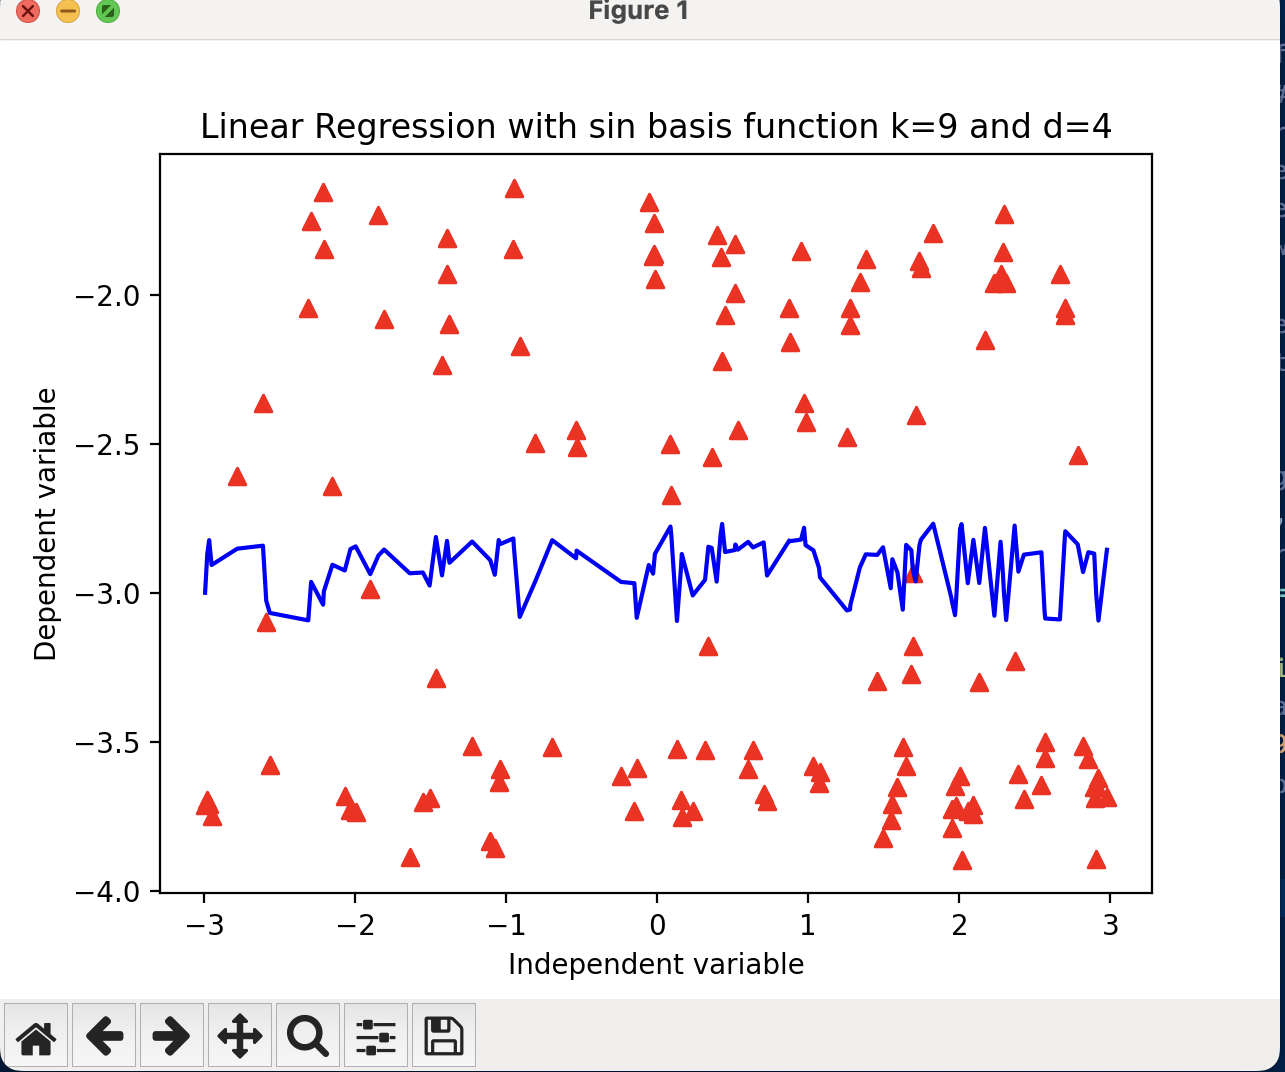 Figure 1
Linear Regression with sin basis function k=9 and d=4
−2.0
−2.5
−3.0
−3.5
−4.0
Dependent variable
−3 −2 −1 0 1 2 3
Independent variable